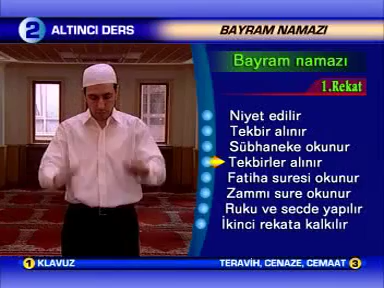 2 ALTINCI DERS
BAYRAM NAMAZI
Bayram namazı
1.Rekat
Niyet edilir
Tekbir alınır
Sübhaneke okunur
Tekbirler alınır
Fatiha suresi okunur
Zammı sure okunur
Ruku ve secde yapılır
İkinci rekata kalkılır
1 KLAVUZ
TERAVİH, CENAZE, CEMAAT 3